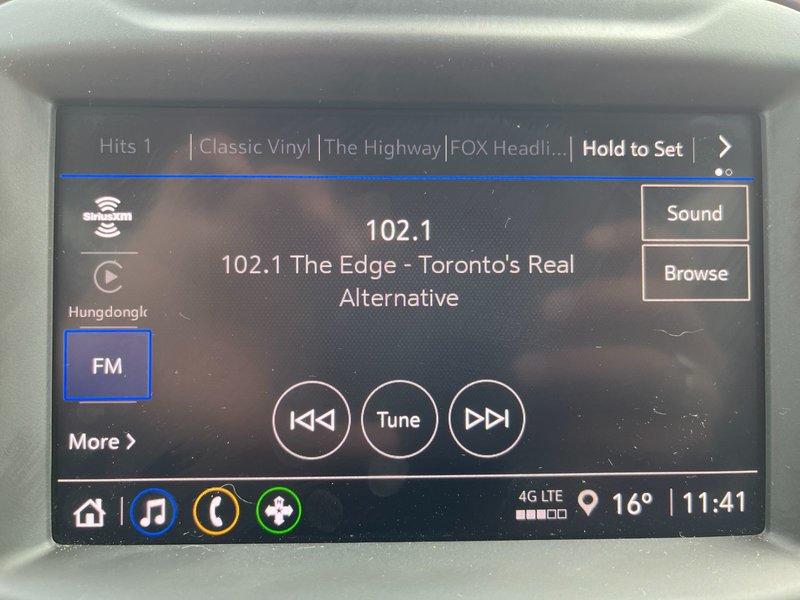 Hits 1 Classic Vinyl The Highway FOX Headli... Hold to Set
SiriusXM
102.1
102.1 The Edge - Toronto's Real
Alternative
Sound
Browse
Hungdongk
FM
Tune
More
4G LTE
16° 11:41